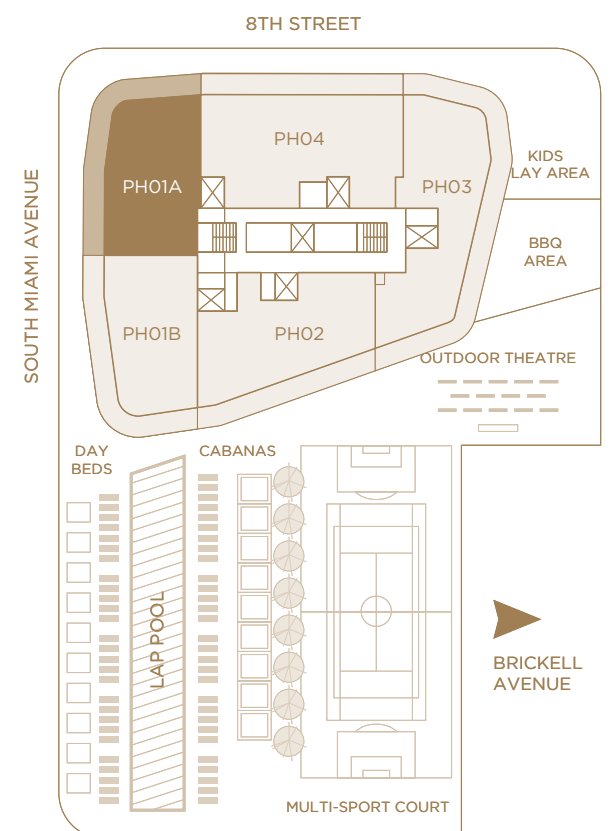 8TH STREET
SOUTH MIAMI AVENUE
PH04
PH01A
PH03
KIDS
LAY AREA
BBQ
AREA
PH01B
PH02
OUTDOOR THEATRE
DAY
BEDS
CABANAS
LAP POOL
BRICKELL
AVENUE
MULTI-SPORT COURT